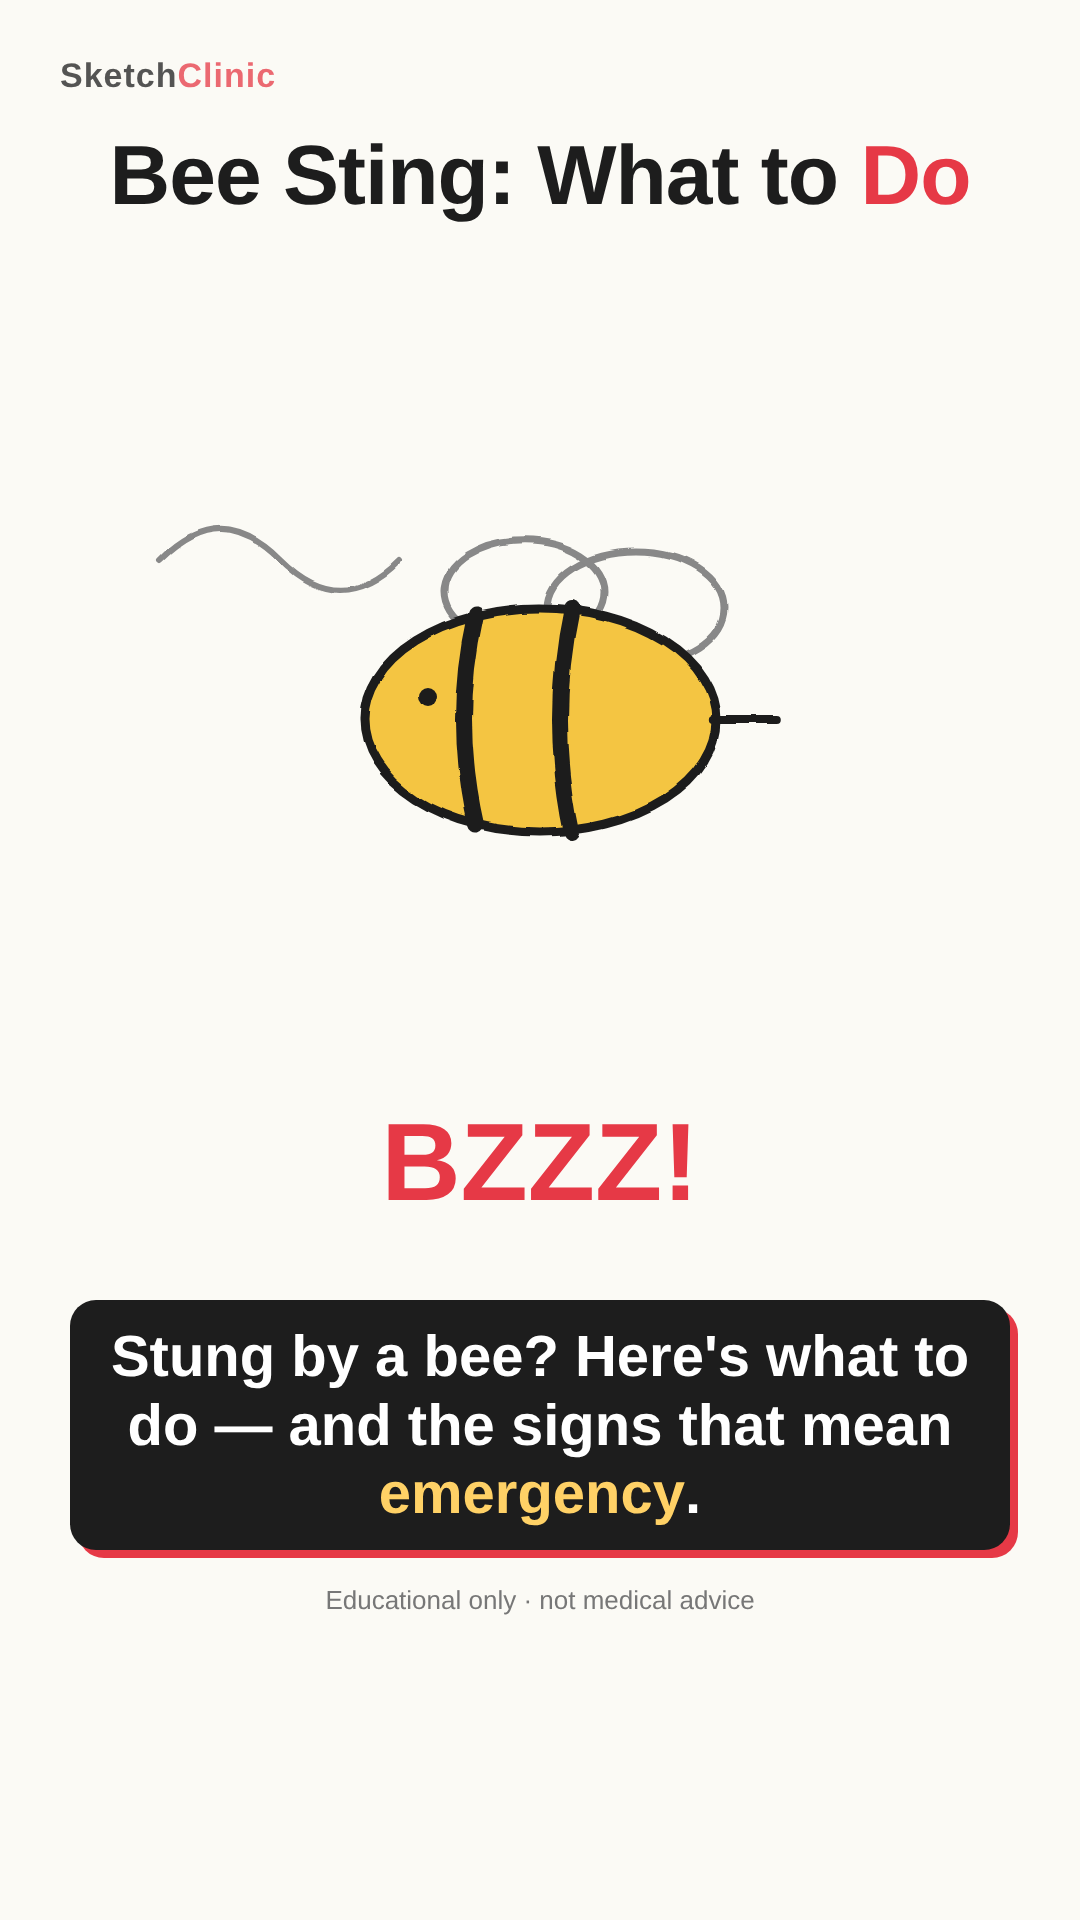 SketchClinic
Bee Sting: What to Do
BZZZ!
Stung by a bee? Here's what to
do — and the signs that mean
emergency.
Educational only · not medical advice